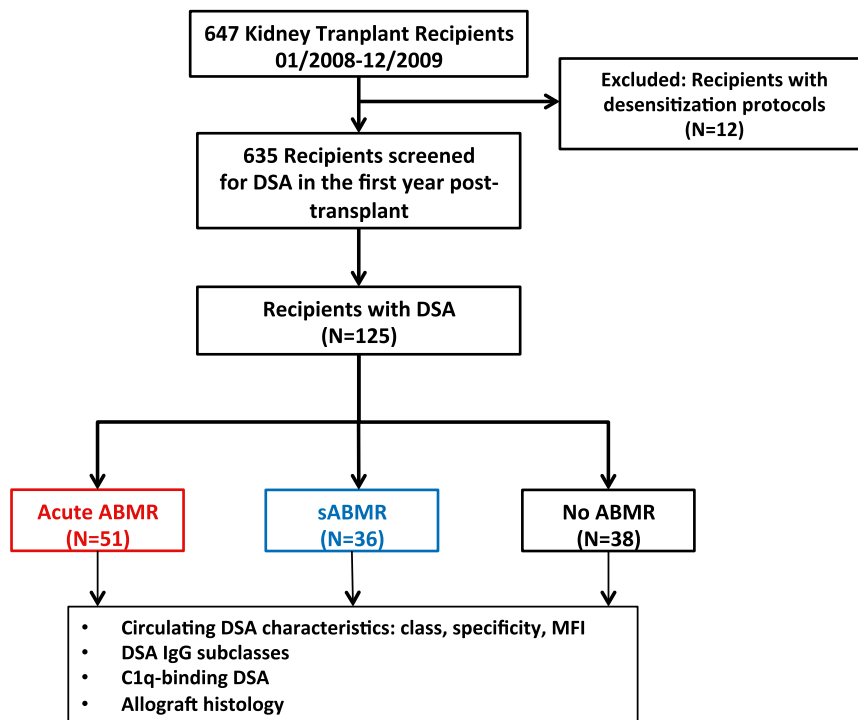 647 Kidney Tranplant Recipients
01/2008-12/2009
Excluded: Recipients with
desensitization protocols
(N=12)
635 Recipients screened
for DSA in the first year post-
transplant
Recipients with DSA
(N=125)
Acute ABMR
(N=51)
sABMR
(N=36)
No ABMR
(N=38)
• Circulating DSA characteristics: class, specificity, MFI
• DSA IgG subclasses
• C1q-binding DSA
• Allograft histology